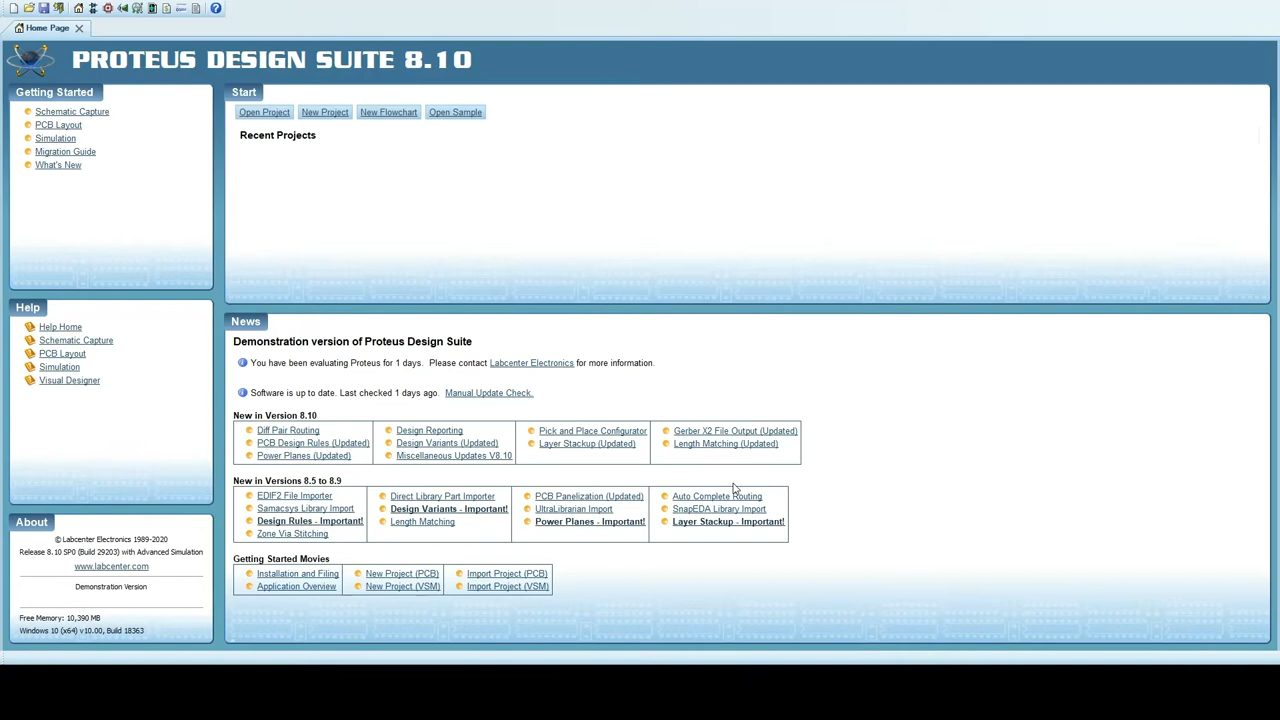 Home Page
PROTEUS DESIGN SUITE 8.10
Getting Started
Schematic Capture
PCB Layout
Simulation
Migration Guide
What's New
Start
Open Project New Project New Flowchart Open Sample
Recent Projects
Help
Help Home
Schematic Capture
PCB Layout
Simulation
Visual Designer
News
Demonstration version of Proteus Design Suite
You have been evaluating Proteus for 1 days. Please contact Labcenter Electronics for more information.
Software is up to date. Last checked 1 days ago. Manual Update Check.
New in Version 8.10
Diff Pair Routing Design Reporting Pick and Place Configurator Gerber X2 File Output (Updated)
PCB Design Rules (Updated) Design Variants (Updated) Layer Stackup (Updated) Length Matching (Updated)
Power Planes (Updated) Miscellaneous Updates V8.10
New in Versions 8.5 to 8.9
EDIF2 File Importer Direct Library Part Importer PCB Panelization (Updated) Auto Complete Routing
Samacsys Library Import Design Variants - Important! UltraLibrarian Import SnapEDA Library Import
Design Rules - Important! Length Matching Power Planes - Important! Layer Stackup - Important!
Zone Via Stitching
Getting Started Movies
Installation and Filing New Project (PCB) Import Project (PCB)
Application Overview New Project (VSM) Import Project (VSM)
About
© Labcenter Electronics 1989-2020
Release 8.10 SP0 (Build 29203) with Advanced Simulation
www.labcenter.com
Demonstration Version
Free Memory: 10,390 MB
Windows 10 (x64) v10.00, Build 18363